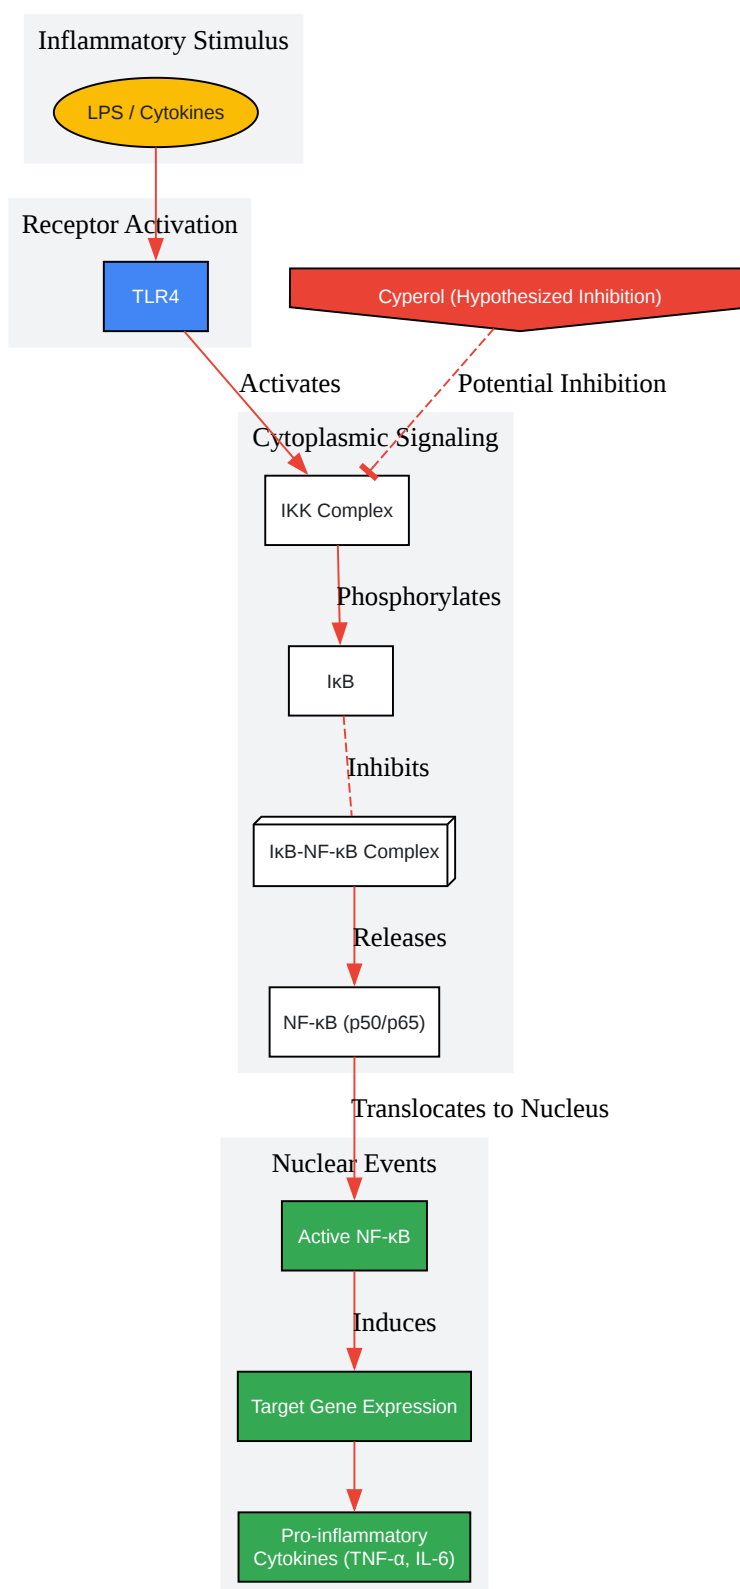 Inflammatory Stimulus
LPS / Cytokines
Receptor Activation
TLR4
Cyperol (Hypothesized Inhibition)
Activates
Potential Inhibition
Cytoplasmic Signaling
IKK Complex
Phosphorylates
IκB
Inhibits
IκB-NF-κB Complex
Releases
NF-κB (p50/p65)
Translocates to Nucleus
Nuclear Events
Active NF-κB
Induces
Target Gene Expression
Pro-inflammatory
Cytokines (TNF-α, IL-6)